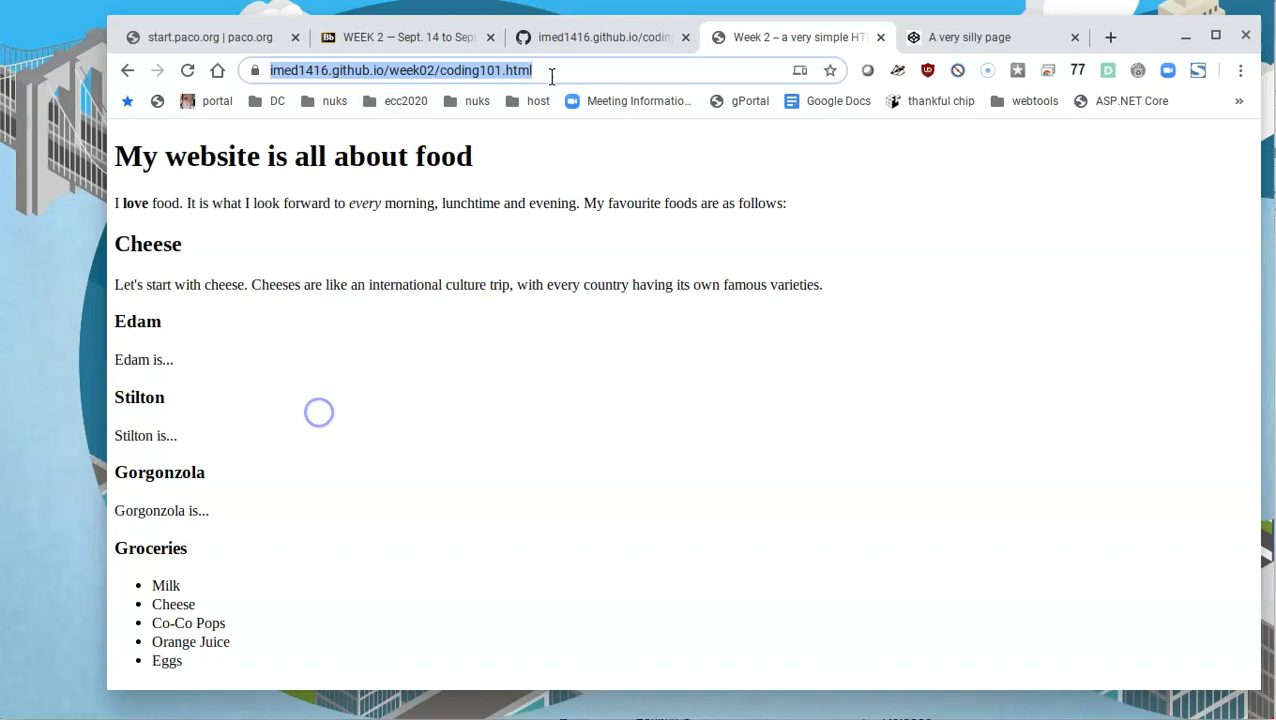 start.paco.org | paco.org
WEEK 2 — Sept. 14 to Sept
imed1416.github.io/coding
Week 2 -- a very simple HTM
A very silly page
imed1416.github.io/week02/coding101.html
77
portal
DC
nuks
ecc2020
nuks
host
Meeting Informatio...
gPortal
Google Docs
thankful chip
webtools
ASP.NET Core
My website is all about food
I love food. It is what I look forward to every morning, lunchtime and evening. My favourite foods are as follows:
Cheese
Let's start with cheese. Cheeses are like an international culture trip, with every country having its own famous varieties.
Edam
Edam is...
Stilton
Stilton is...
Gorgonzola
Gorgonzola is...
Groceries
Milk
Cheese
Co-Co Pops
Orange Juice
Eggs